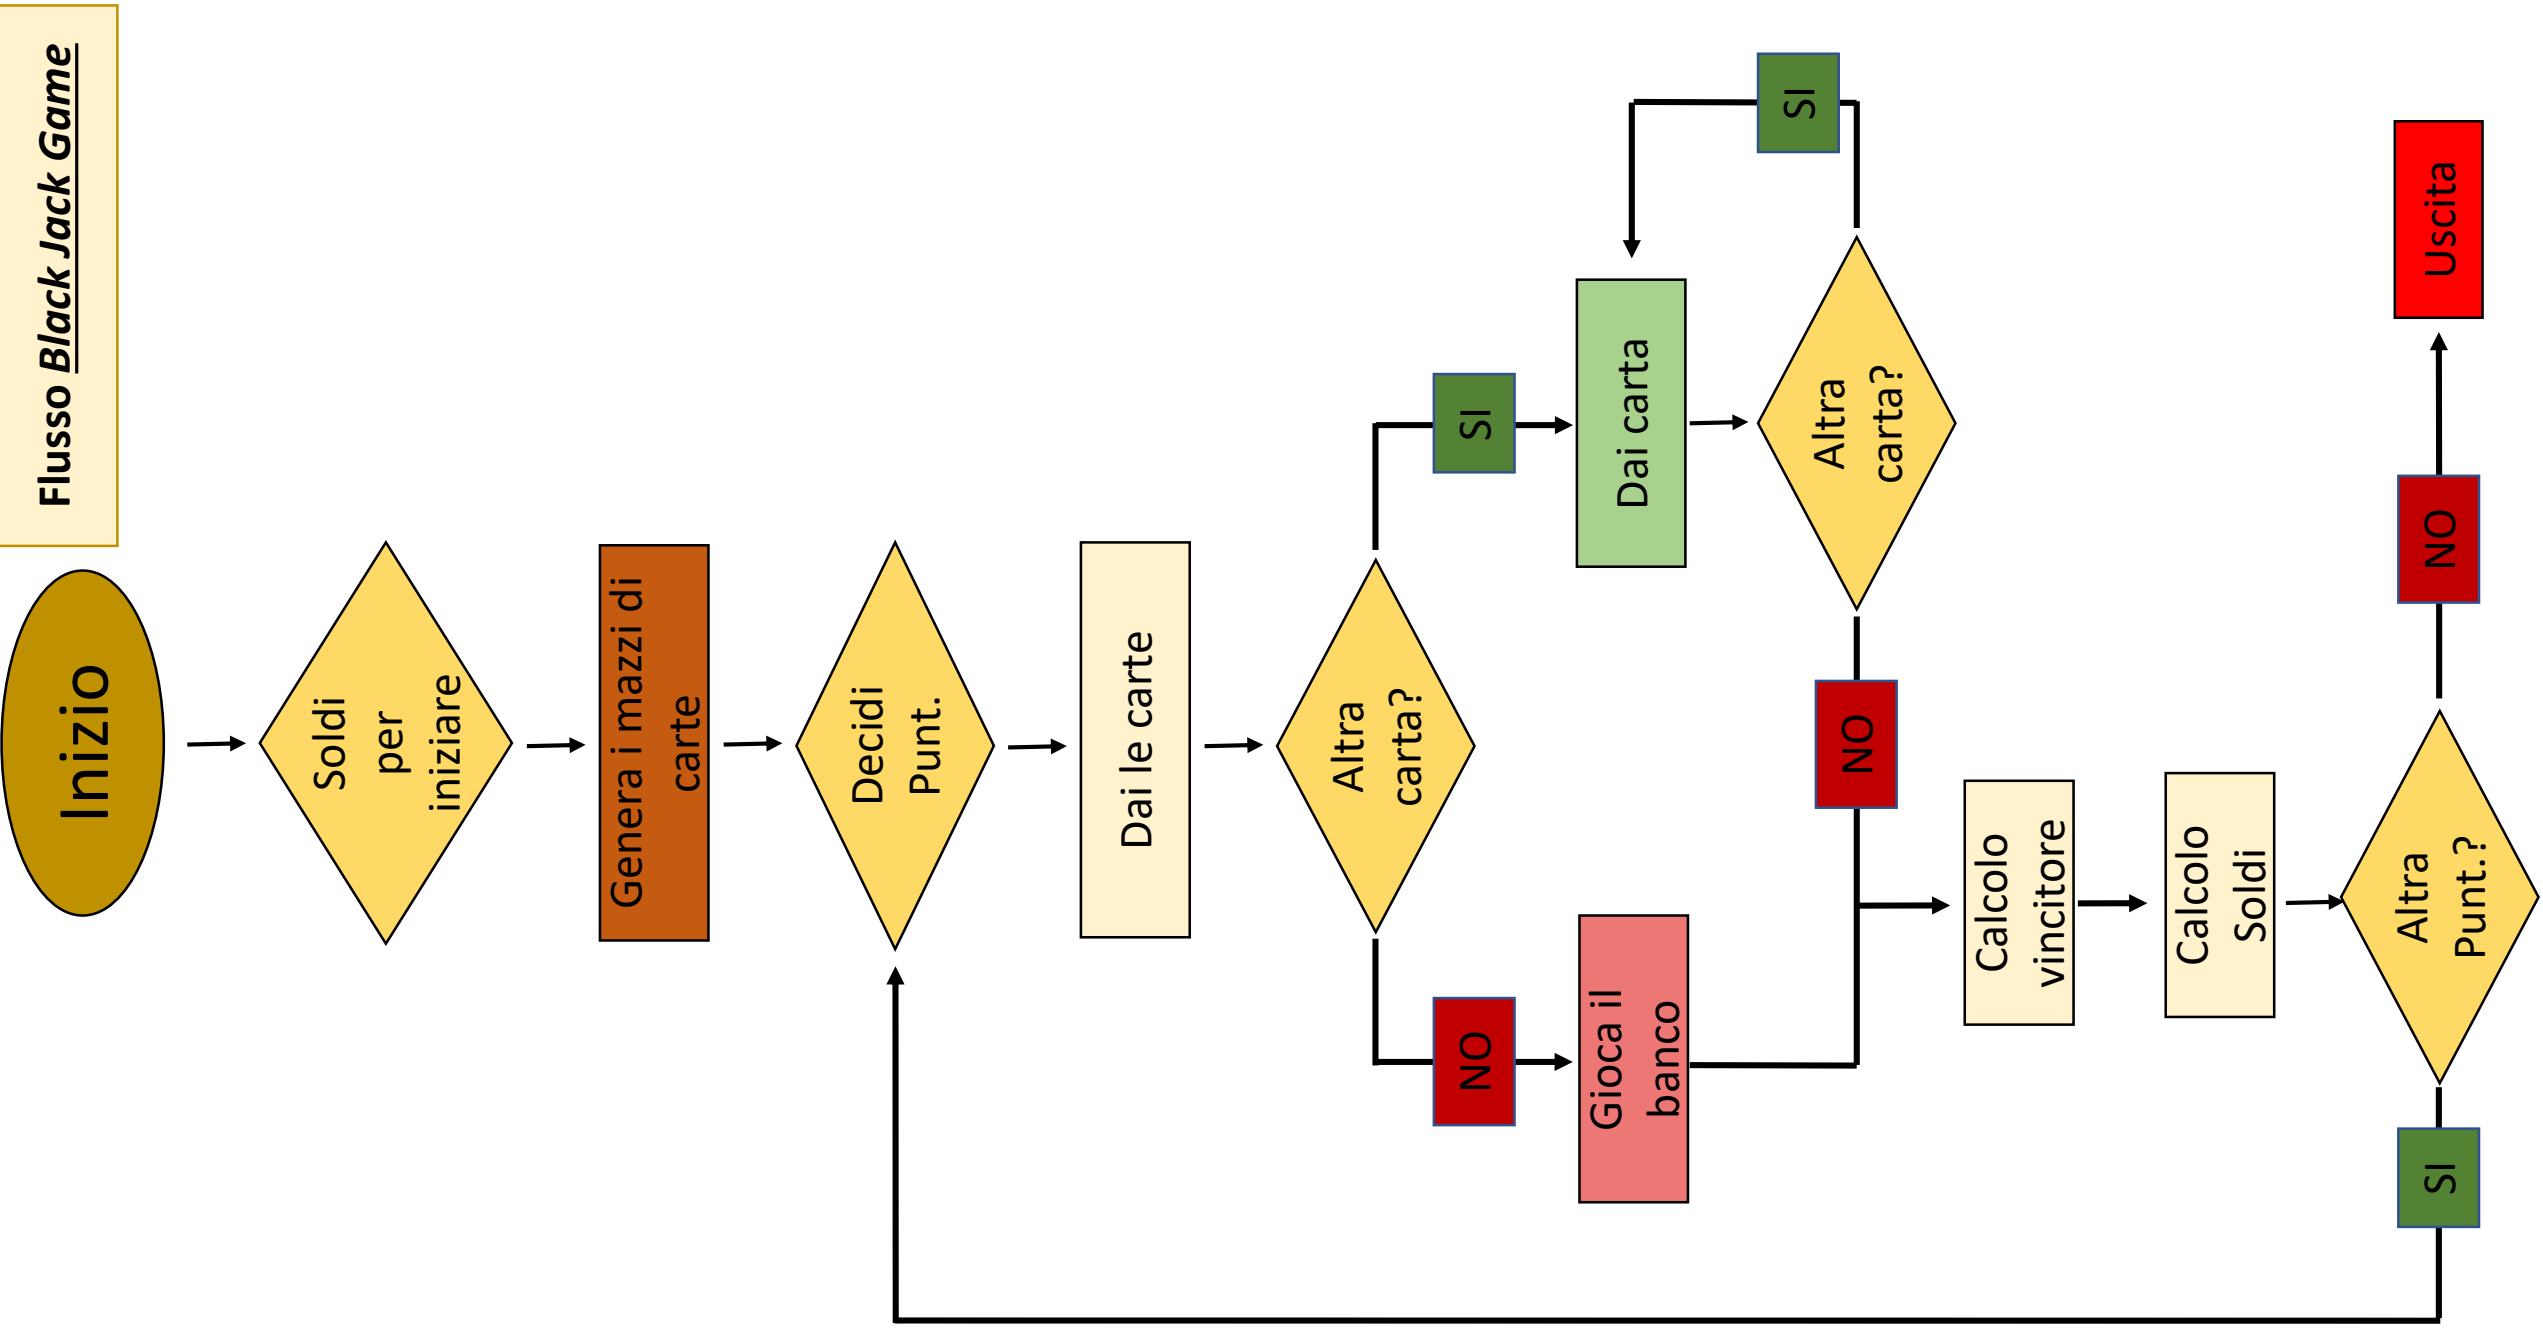 Flusso Black Jack Game
Inizio
Soldi
per
iniziare
Genera i mazzi di
carte
Decidi
Punt.
Dai le carte
Altra
carta?
SI
Dai carta
Altra
carta?
SI
NO
NO
Gioca il
banco
Calcolo
vincitore
Calcolo
Soldi
Altra
Punt.?
NO
Uscita
SI